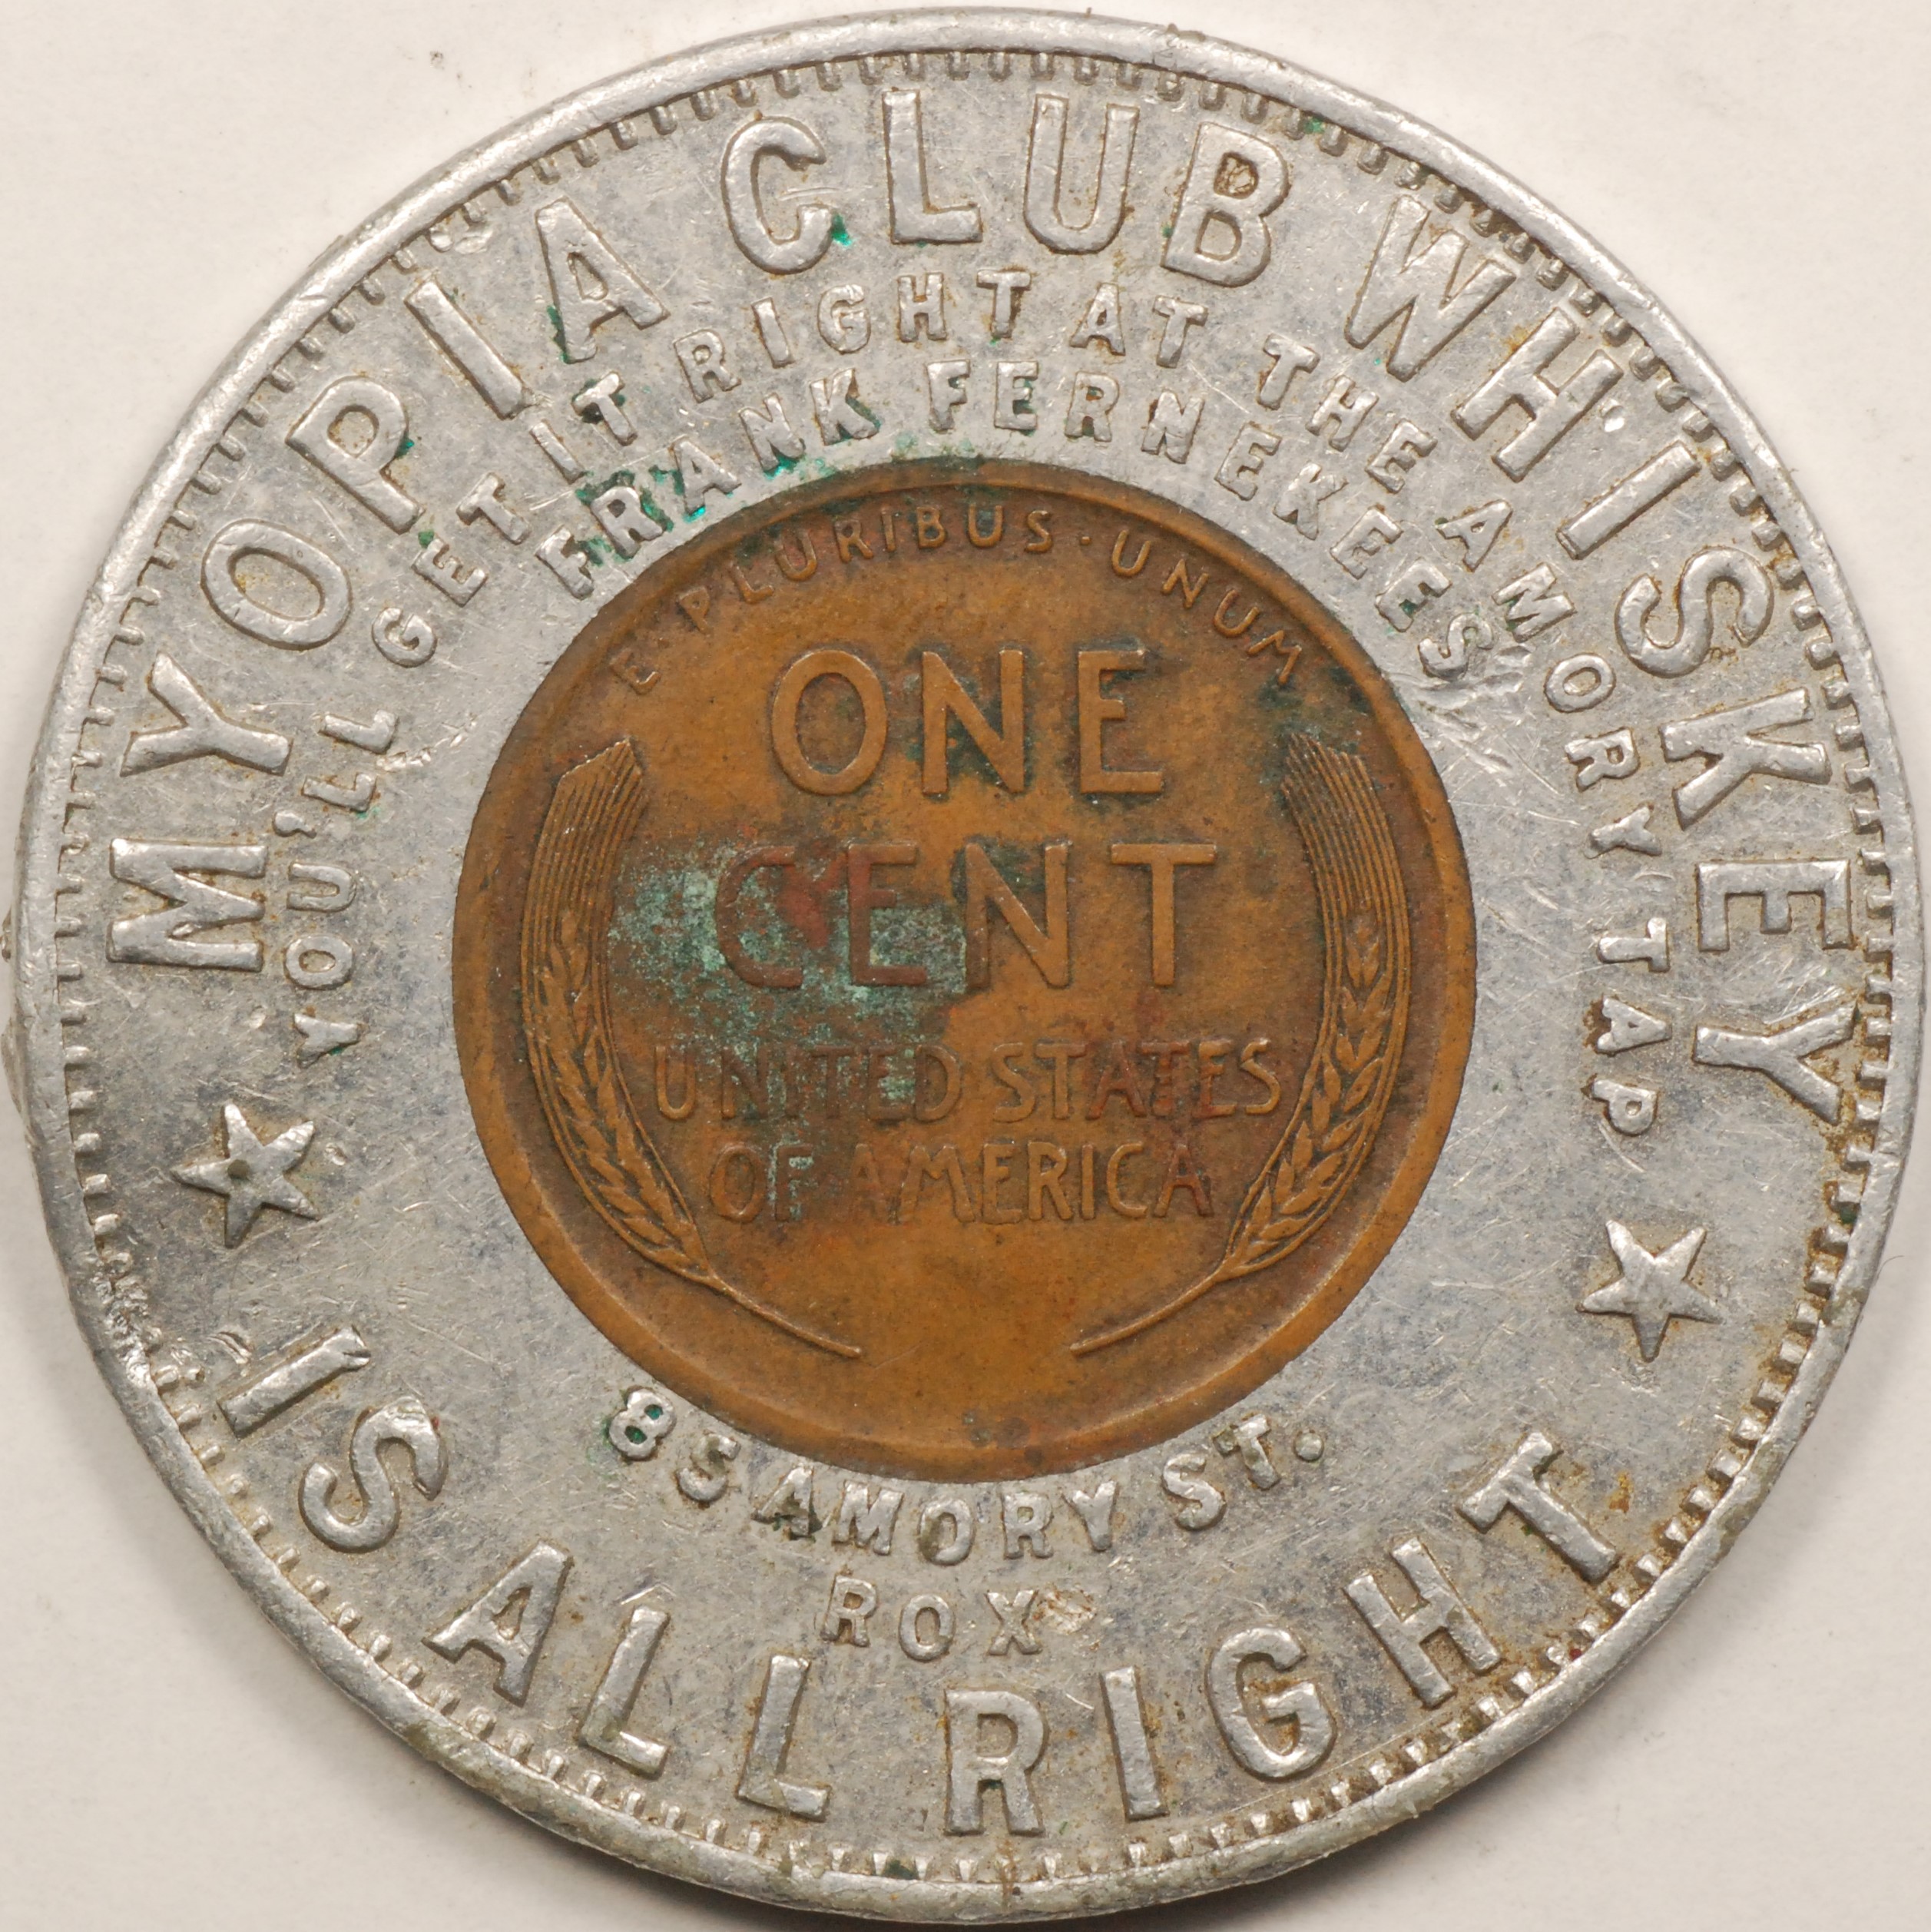 MYOPIA CLUB WHISKEY
YOU'LL GET IT RIGHT AT THE AMORY TAP
FRANK FERNEKEES
E · PLURIBUS · UNUM
ONE
CENT
UNITED STATES
OF AMERICA
85 AMORY ST.
ROX
IS ALL RIGHT